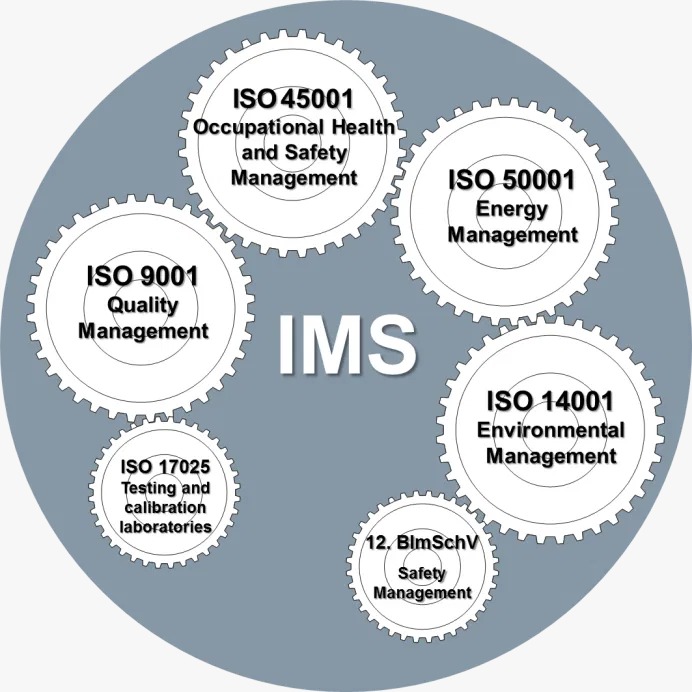 ISO 45001
Occupational Health
and Safety
Management
ISO 50001
Energy
Management
ISO 9001
Quality
Management
IMS
ISO 14001
Environmental
Management
ISO 17025
Testing and
calibration
laboratories
12. BImSchV
Safety
Management